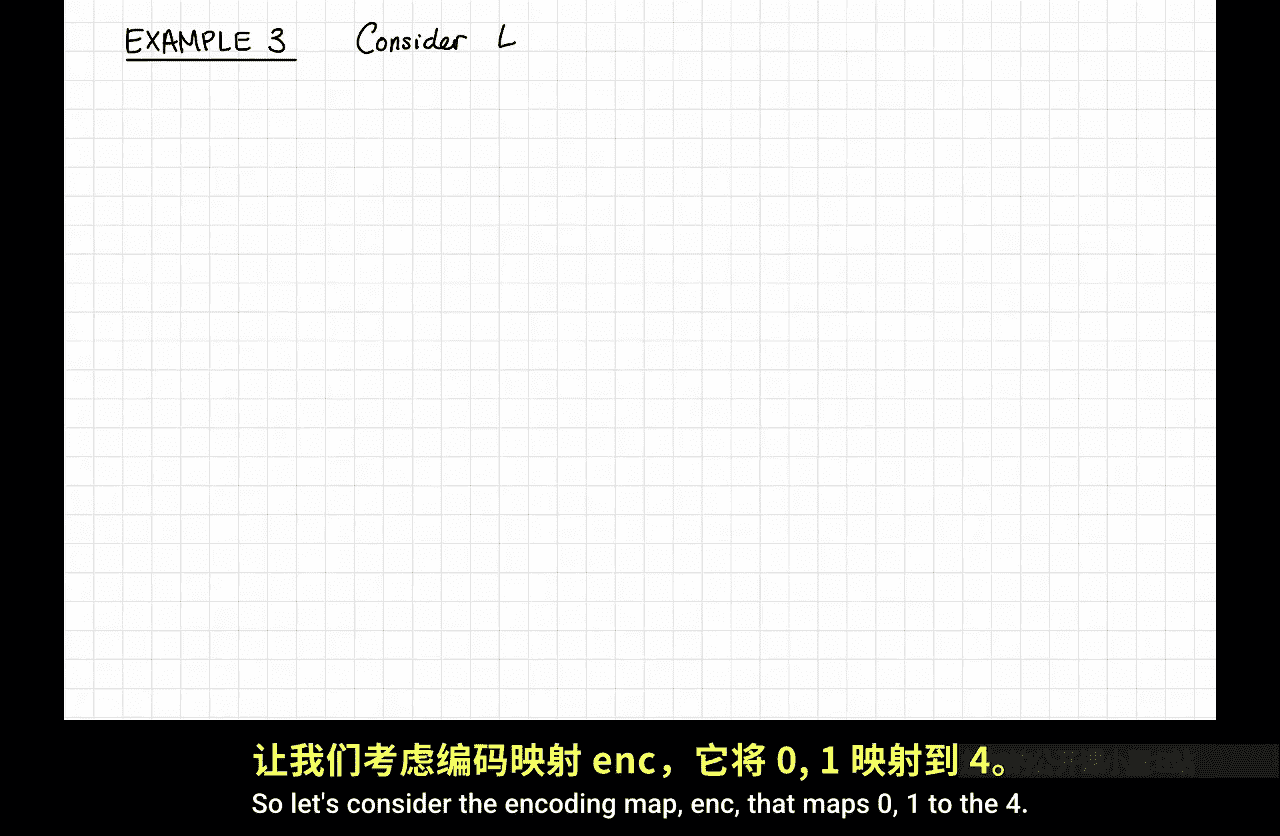 EXAMPLE 3 Consider L
让我们考虑编码映射 enc，它将 0, 1 映射到 4。
So let's consider the encoding map, enc, that maps 0, 1 to the 4.